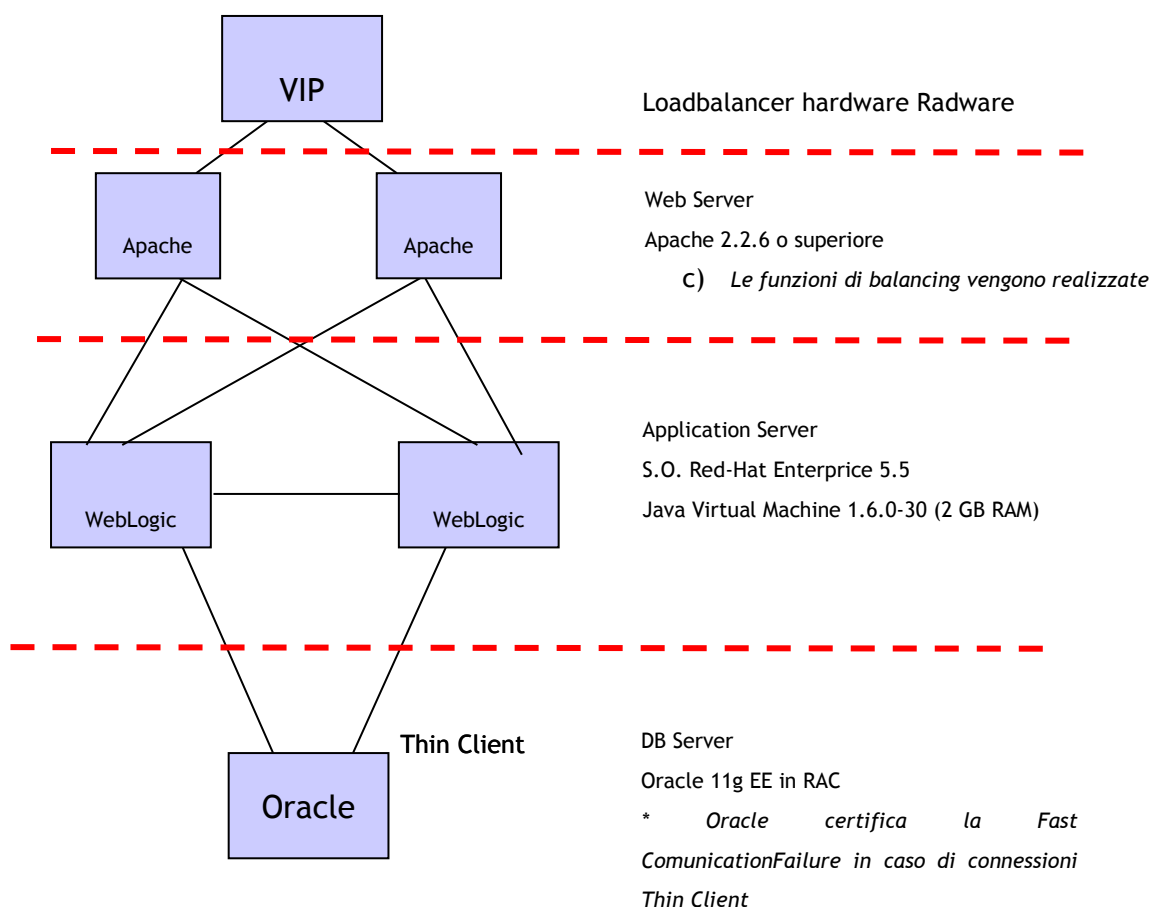 VIP
Loadbalancer hardware Radware
Apache
Apache
Web Server
Apache 2.2.6 o superiore
c) Le funzioni di balancing vengono realizzate
WebLogic
WebLogic
Application Server
S.O. Red-Hat Enterprice 5.5
Java Virtual Machine 1.6.0-30 (2 GB RAM)
Thin Client
Oracle
DB Server
Oracle 11g EE in RAC
* Oracle certifica la Fast
ComunicationFailure in caso di connessioni
Thin Client